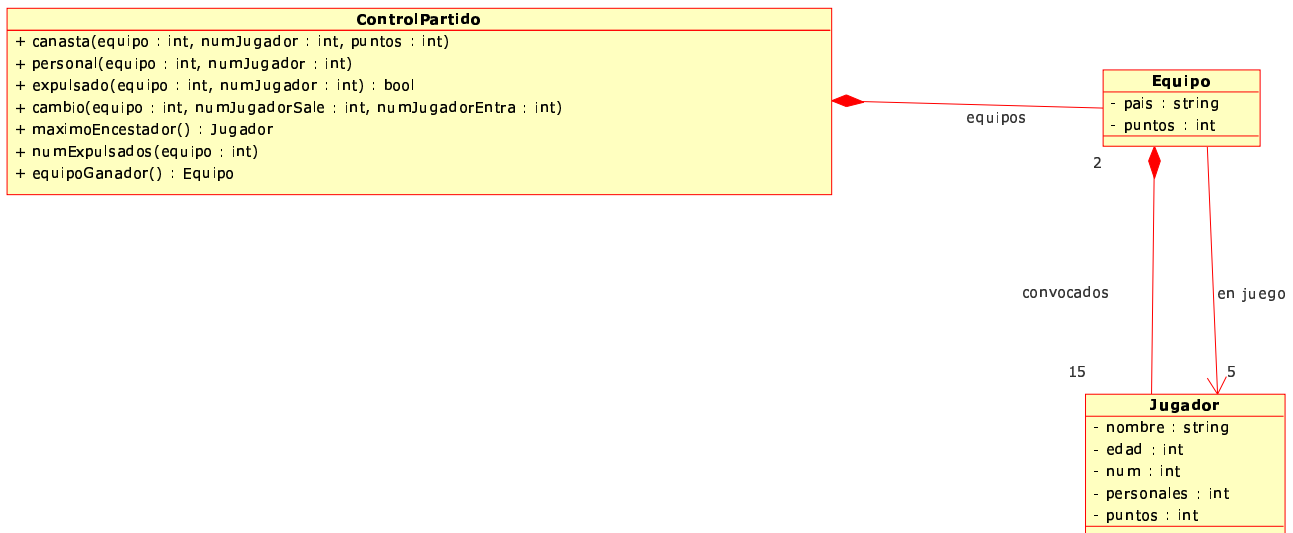 ControlPartido
+ canasta(equipo : int, numJugador : int, puntos : int)
+ personal(equipo : int, numJugador : int)
+ expulsado(equipo : int, numJugador : int) : bool
+ cambio(equipo : int, numJugadorSale : int, numJugadorEntra : int)
+ maximoEncestador() : Jugador
+ numExpulsados(equipo : int)
+ equipoGanador() : Equipo
equipos
Equipo
- pais : string
- puntos : int
2
convocados
en juego
15
5
Jugador
- nombre : string
- edad : int
- num : int
- personales : int
- puntos : int